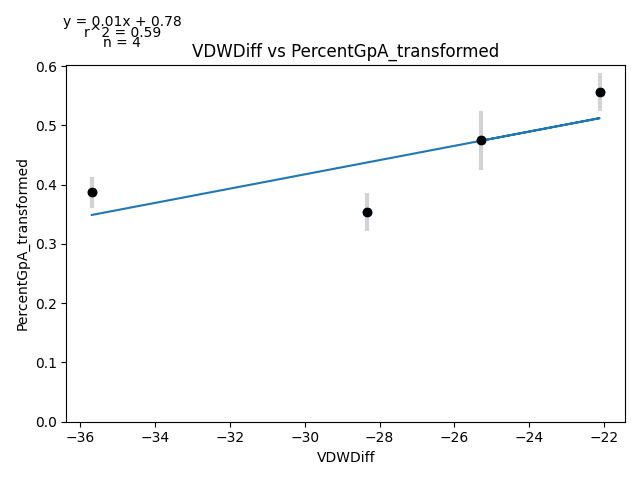 y = 0.01x + 0.78
r^2 = 0.59
n = 4
VDWDiff vs PercentGpA_transformed
0.6
0.5
0.4
0.3
0.2
0.1
0.0
PercentGpA_transformed
−36
−34
−32
−30
−28
−26
−24
−22
VDWDiff